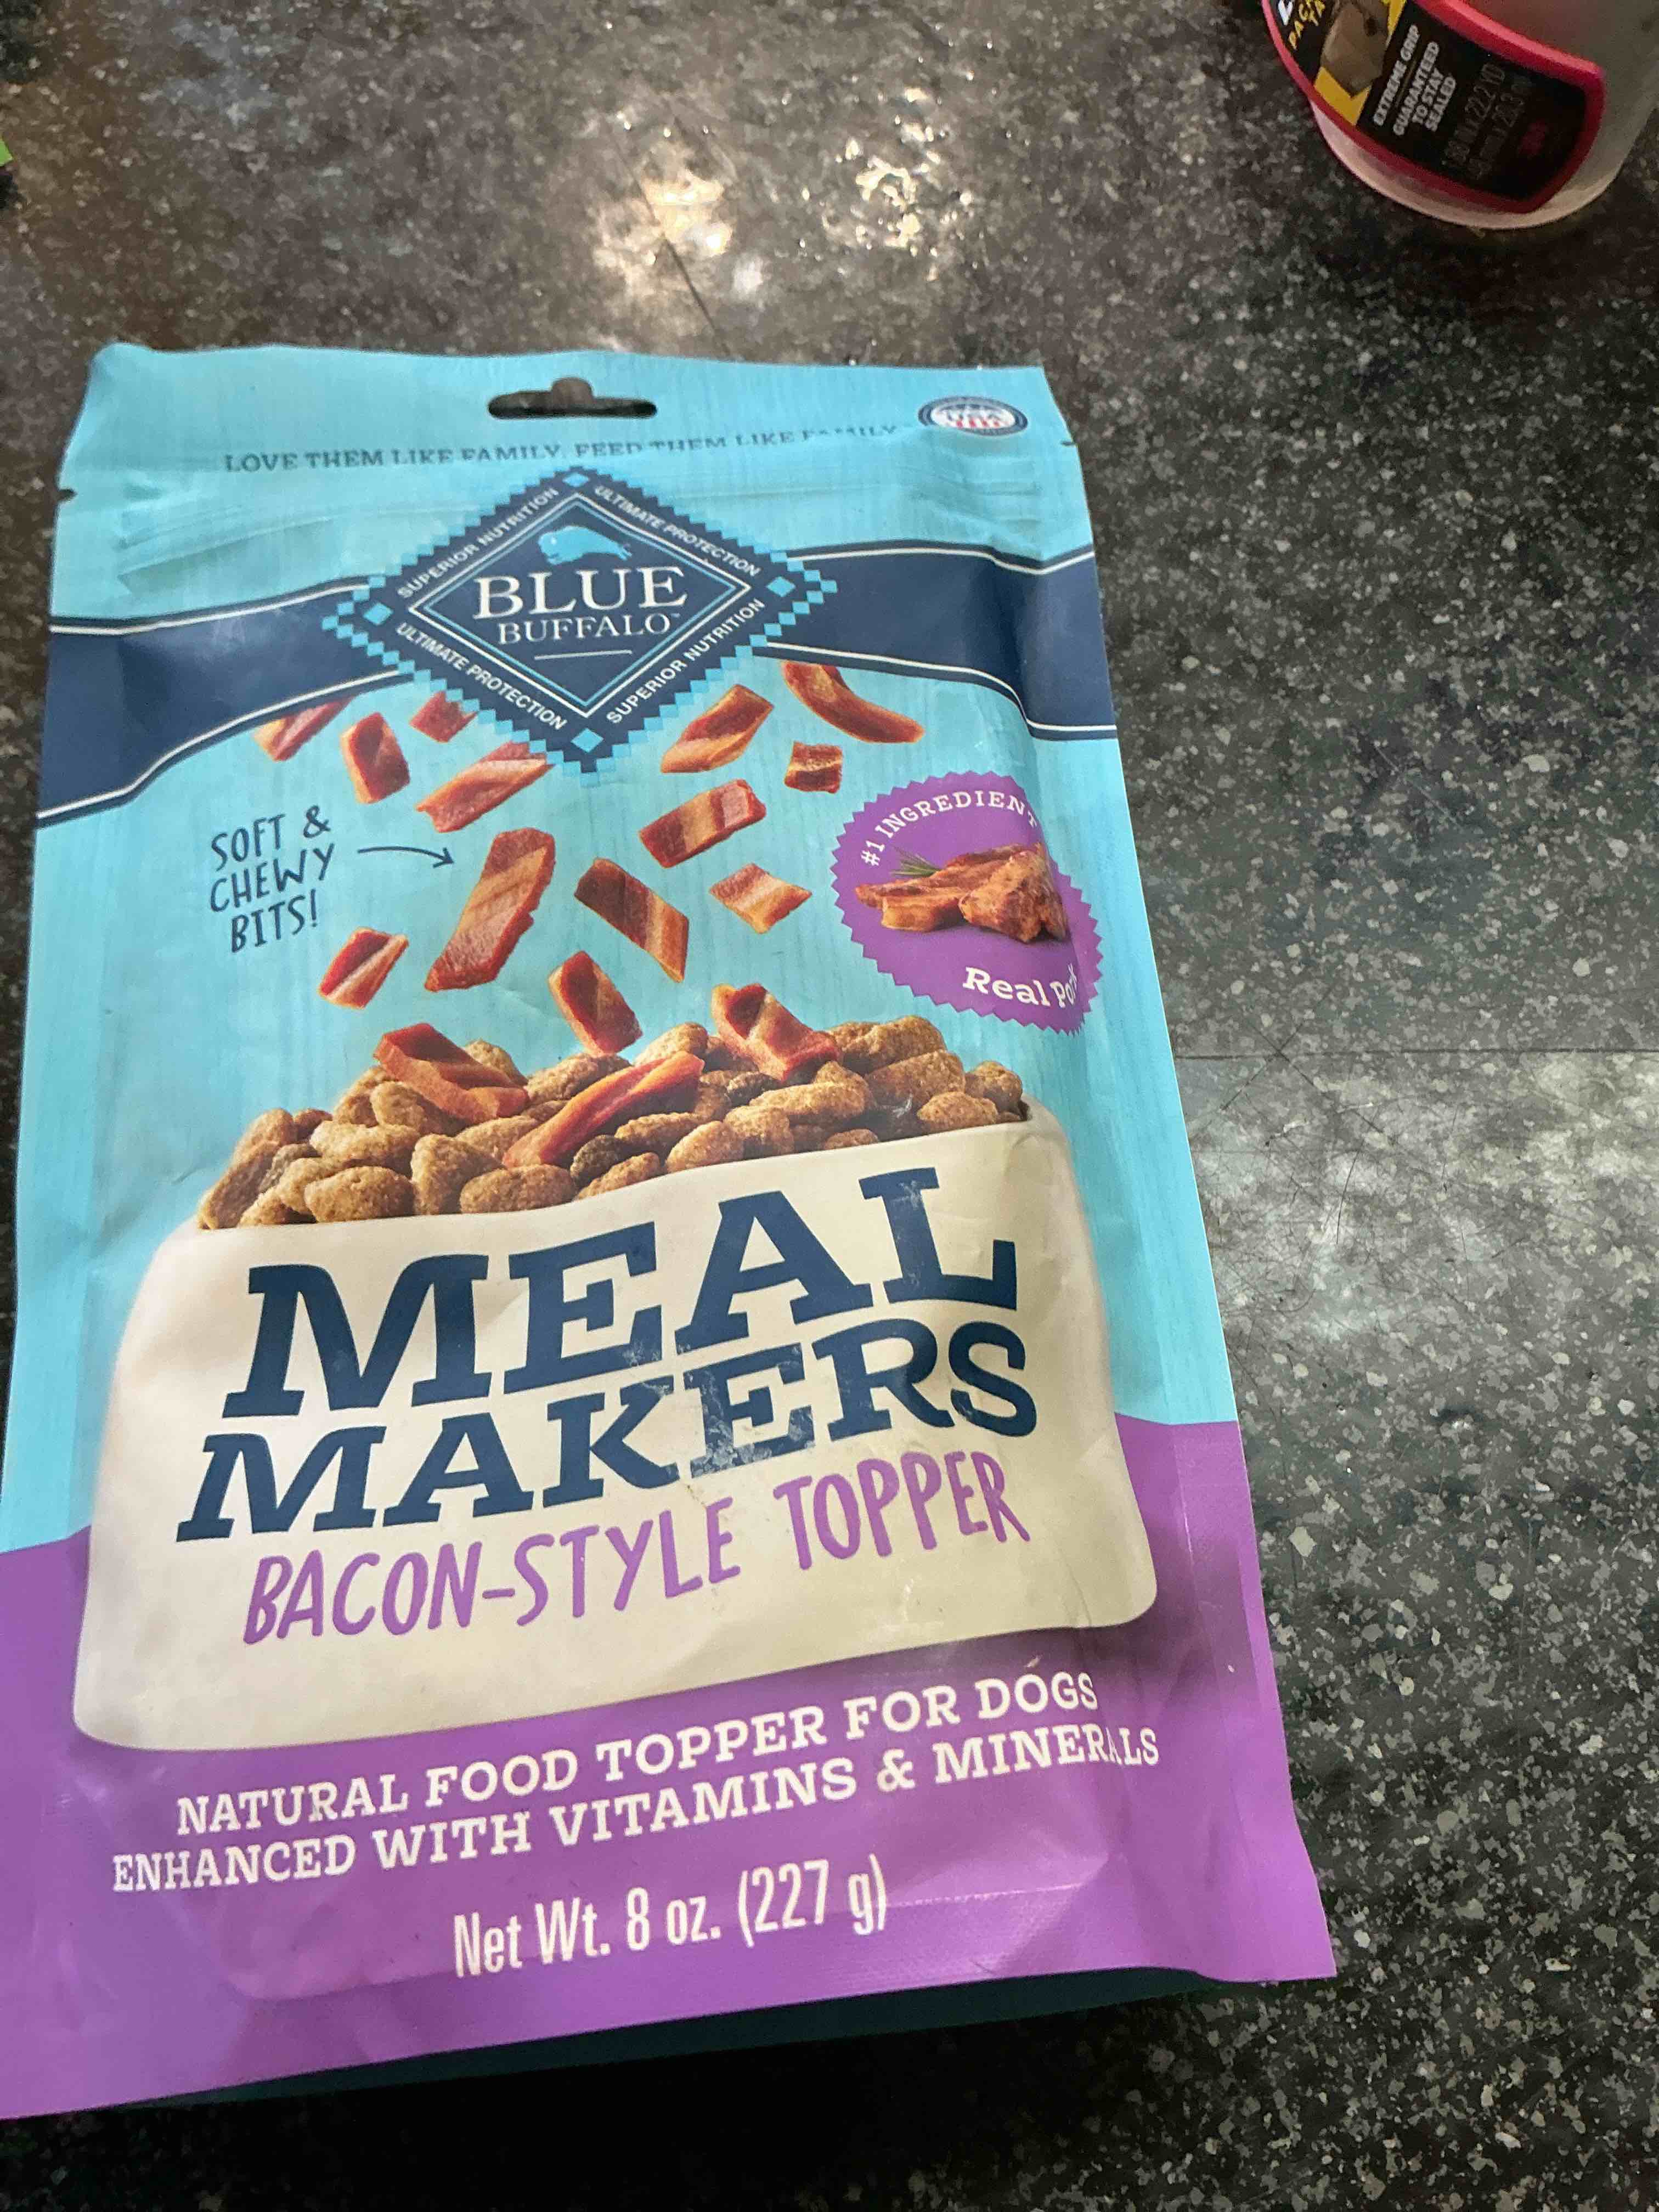 EXTREME GRIP
GUARANTEED
TO STAY
SEALED
LOVE THEM LIKE FAMILY. FEED THEM LIKE FAMILY
USA
SUPERIOR NUTRITION
ULTIMATE PROTECTION
BLUE
BUFFALO™
ULTIMATE PROTECTION
SUPERIOR NUTRITION
SOFT &
CHEWY
BITS!
#1 INGREDIENT
Real Pork
MEAL
MAKERS
BACON-STYLE TOPPER
NATURAL FOOD TOPPER FOR DOGS
ENHANCED WITH VITAMINS & MINERALS
Net Wt. 8 oz. (227 g)